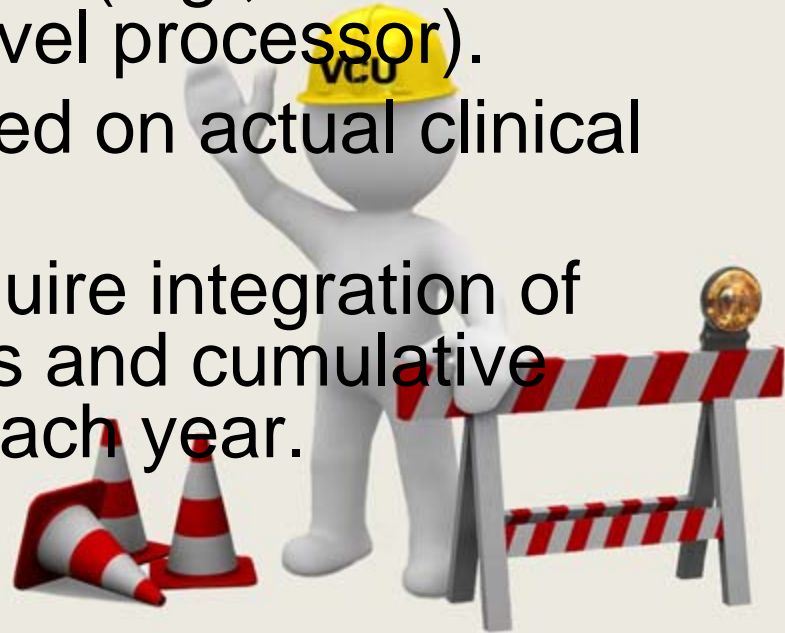 vel processor).
VCU
ed on actual clinical
uire integration of
s and cumulative
ach year.